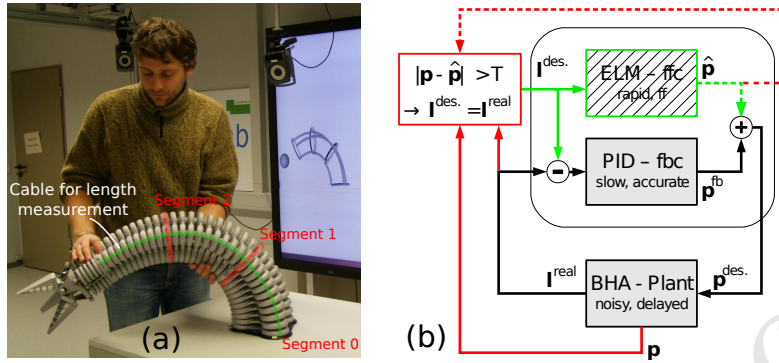 Cable for length
measurement
Segment 2
Segment 1
Segment 0
(a)
b
|p - p̂| >T
→ l^des. =l^real
l^des.
ELM – ffc
rapid, ff
p̂
+
-
PID – fbc
slow, accurate
p^fb
l^real
BHA - Plant
noisy, delayed
p^des.
(b)
p